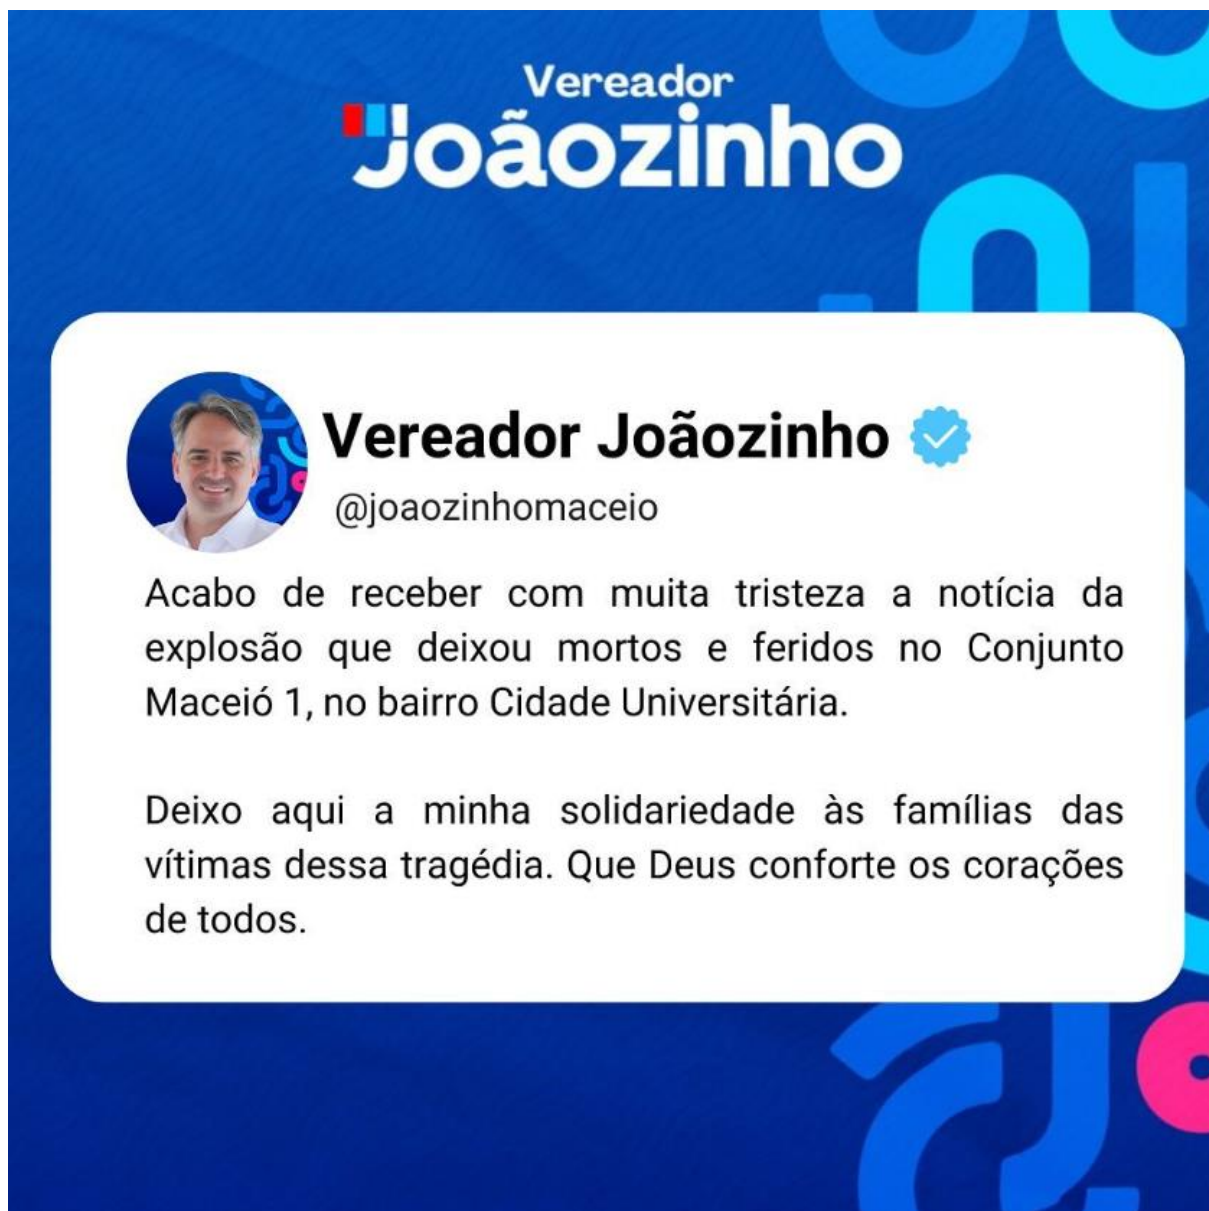 Vereador
Joãozinho
Vereador Joãozinho
@joaozinhomaceio
Acabo de receber com muita tristeza a notícia da
explosão que deixou mortos e feridos no Conjunto
Maceió 1, no bairro Cidade Universitária.
Deixo aqui a minha solidariedade às famílias das
vítimas dessa tragédia. Que Deus conforte os corações
de todos.